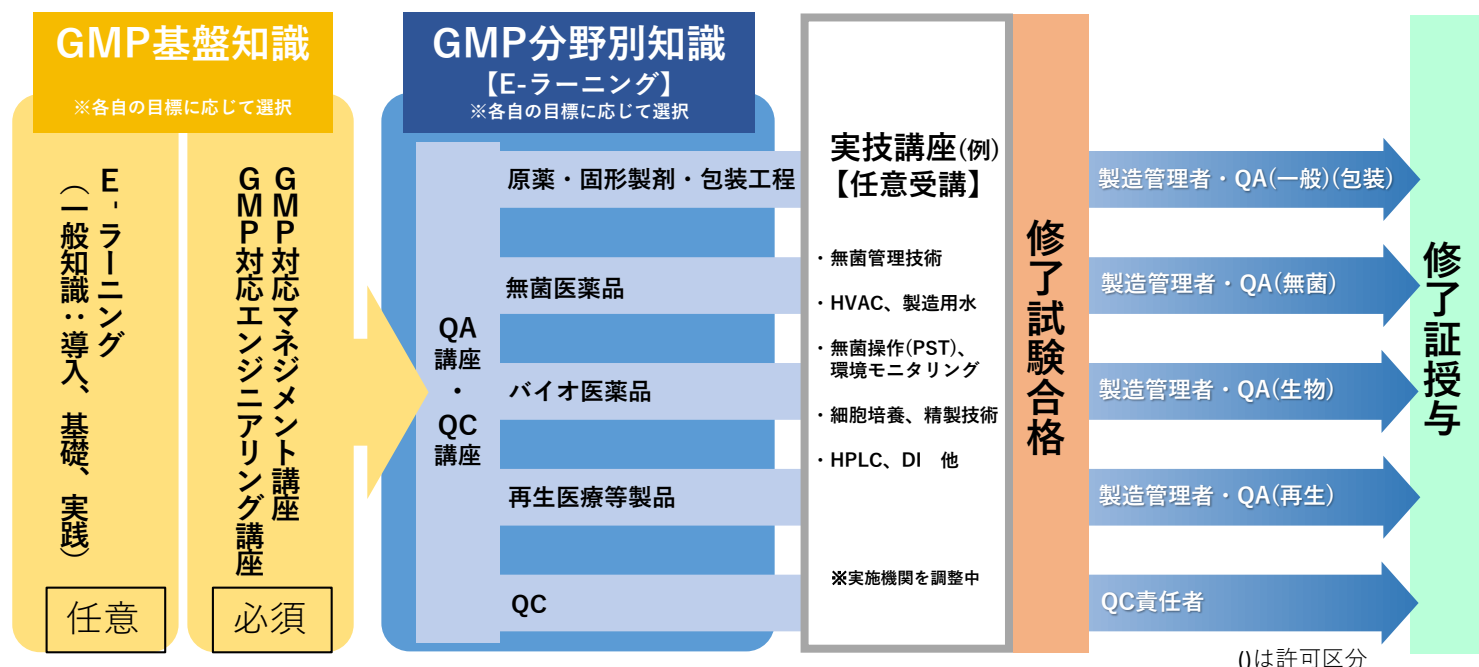 GMP基盤知識
※各自の目標に応じて選択
E-ラーニング
（一般知識：導入、基礎、実践）
任意
GMP対応マネジメント講座
GMP対応エンジニアリング講座
必須
GMP分野別知識
【E-ラーニング】
※各自の目標に応じて選択
QA
講座
・
QC
講座
原薬・固形製剤・包装工程
無菌医薬品
バイオ医薬品
再生医療等製品
QC
実技講座(例)
【任意受講】
・無菌管理技術
・HVAC、製造用水
・無菌操作(PST)、
環境モニタリング
・細胞培養、精製技術
・HPLC、DI　他
※実施機関を調整中
修了試験合格
製造管理者・QA(一般)(包装)
製造管理者・QA(無菌)
製造管理者・QA(生物)
製造管理者・QA(再生)
QC責任者
修了証授与
()は許可区分